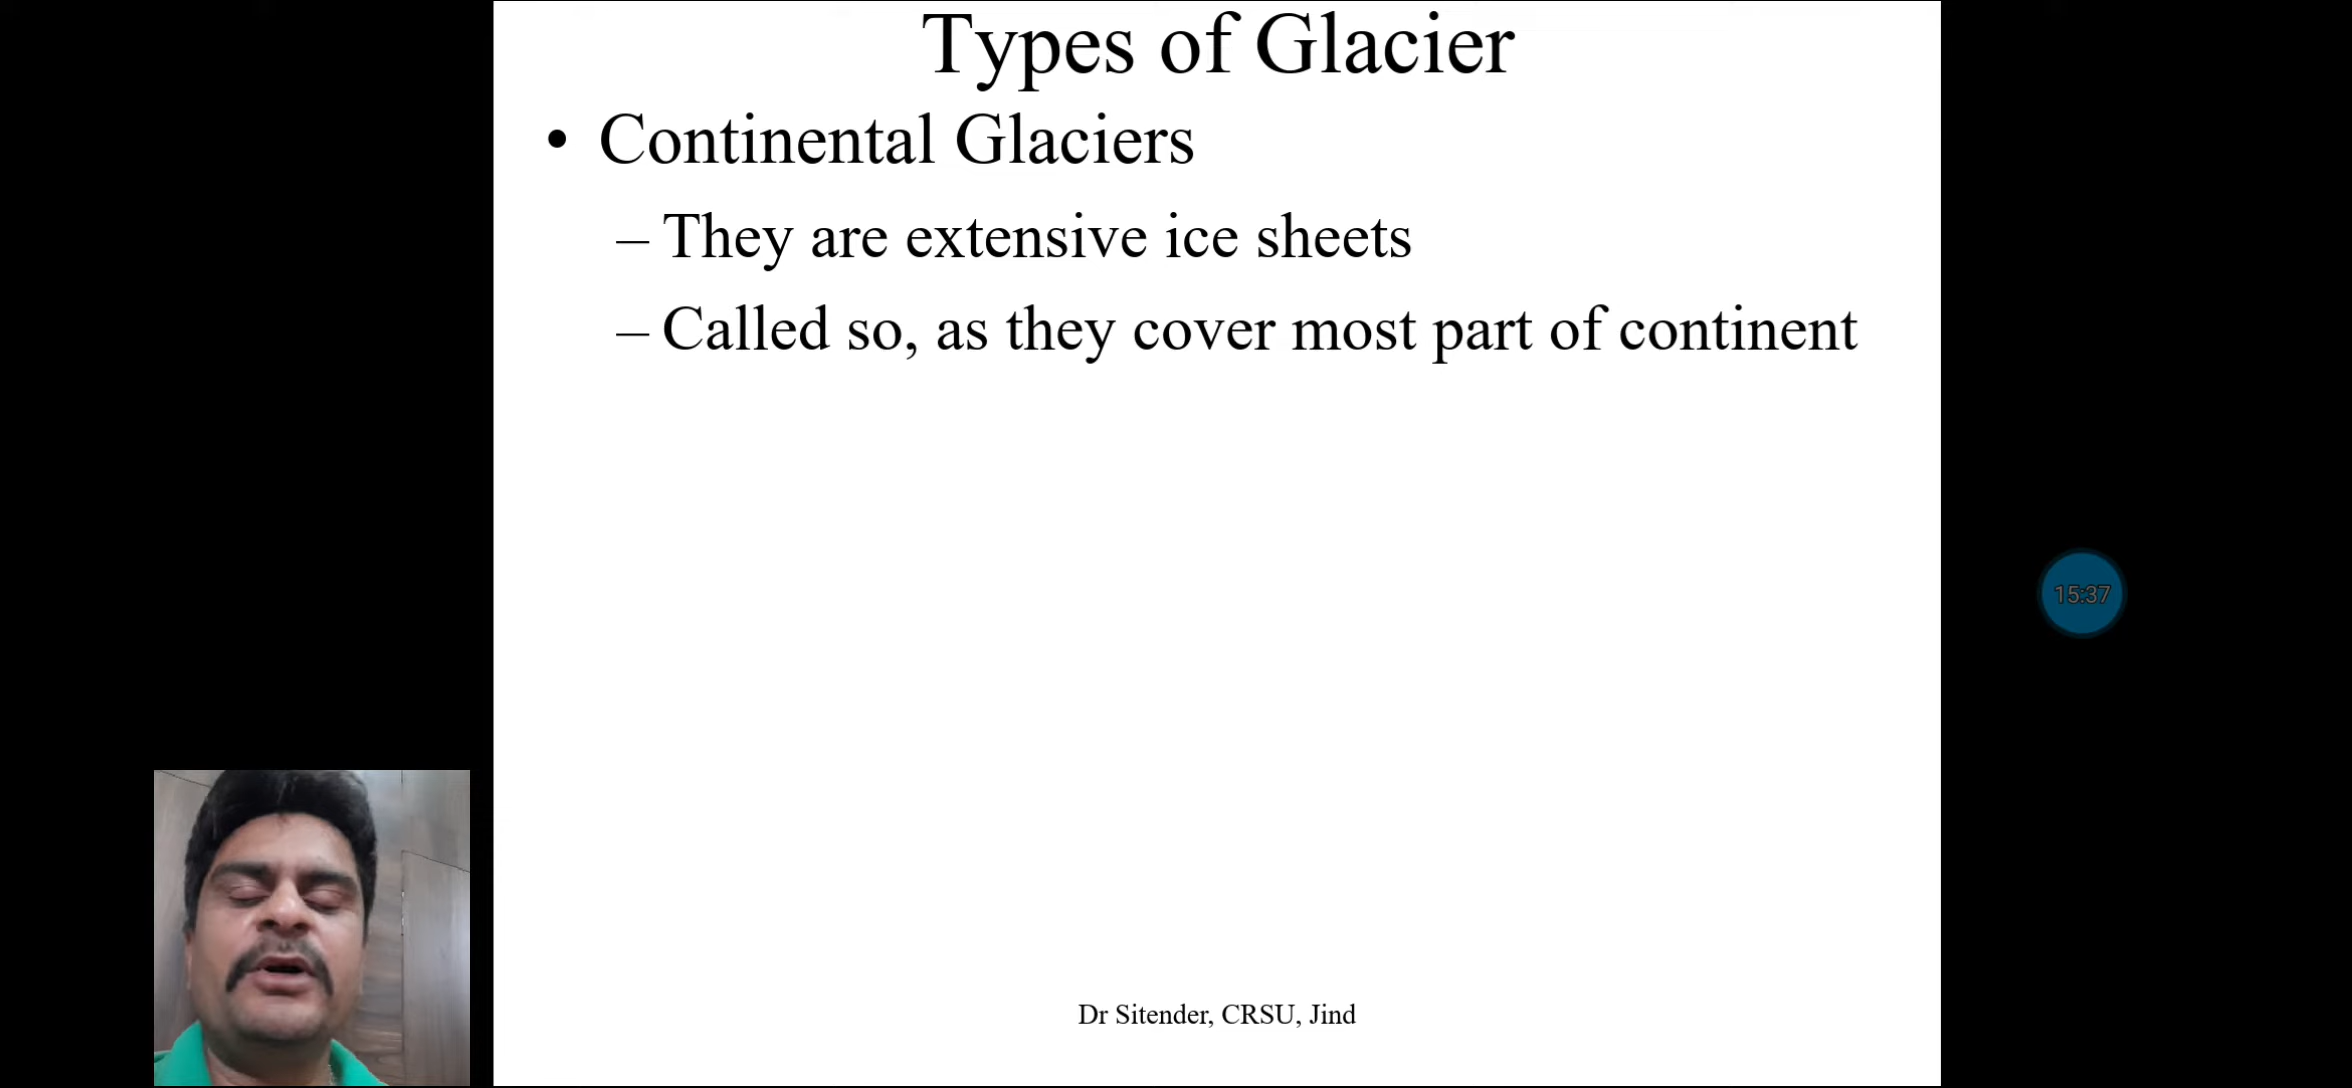 Types of Glacier
• Continental Glaciers
– They are extensive ice sheets
– Called so, as they cover most part of continent
15:37
Dr Sitender, CRSU, Jind